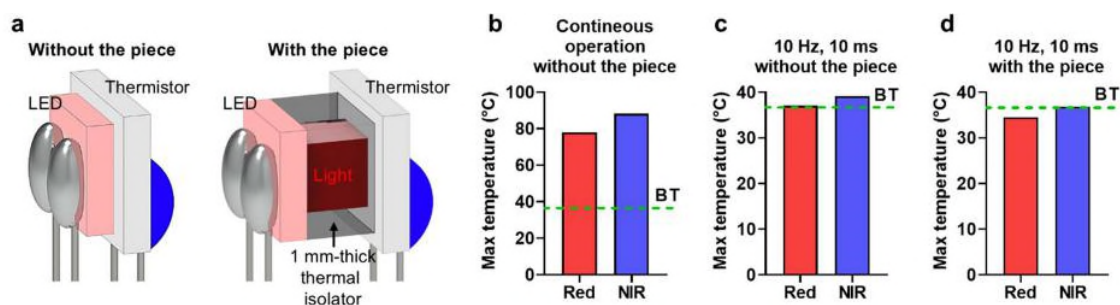 a
Without the piece
LED
Thermistor
With the piece
LED
Thermistor
Light
1 mm-thick
thermal
isolator
b
Contineous
operation
without the piece
Max temperature (°C)
100
80
60
40
20
0
BT
Red NIR
c
10 Hz, 10 ms
without the piece
Max temperature (°C)
40
30
20
10
0
BT
Red NIR
d
10 Hz, 10 ms
with the piece
Max temperature (°C)
40
30
20
10
0
BT
Red NIR